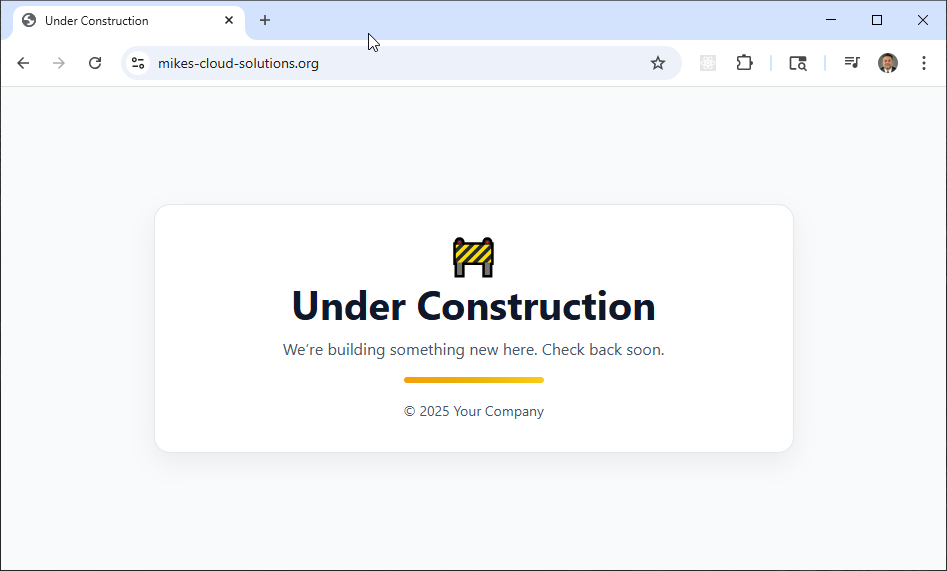 Under Construction
mikes-cloud-solutions.org
Under Construction
We’re building something new here. Check back soon.
© 2025 Your Company